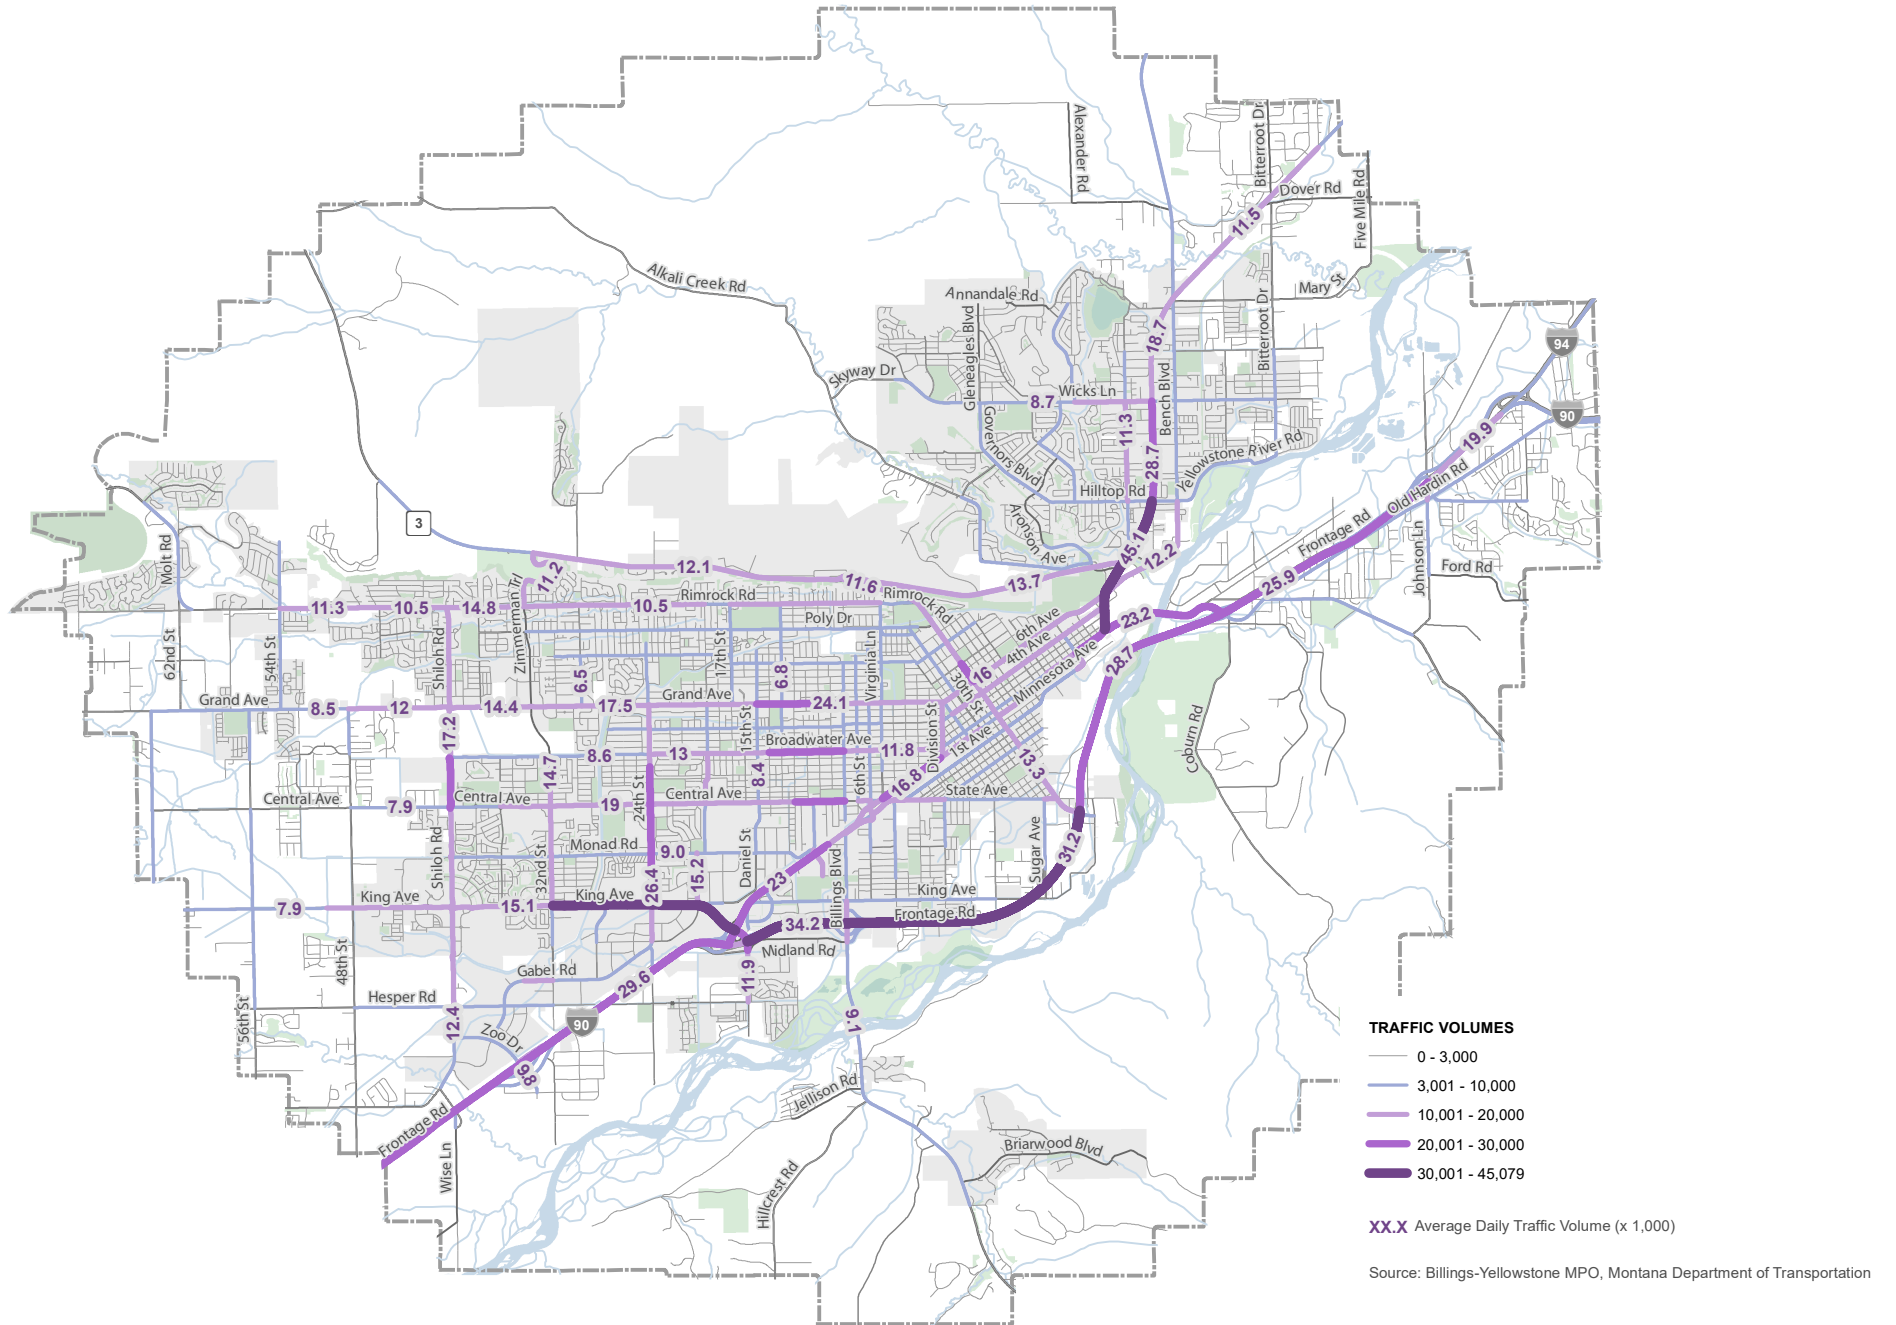 Alexander Rd
Bitterroot Dr
Dover Rd
Five Mile Rd
11.5
Alkali Creek Rd
Mary St
Annandale Rd
Gleneagles Blvd
Bitterroot Dr
18.7
94
Skyway Dr
Wicks Ln
8.7
Bench Blvd
90
11.3
19.9
Governors Blvd
28.7
Yellowstone River Rd
Old Hardin Rd
Hilltop Rd
3
Aronson Ave
45.1
12.2
Frontage Rd
Johnson Ln
Ford Rd
Molt Rd
11.2
12.1
11.6
13.7
25.9
Zimmerman Trl
11.3
10.5
14.8
10.5
Rimrock Rd
Rimrock Rd
Poly Dr
6th Ave
4th Ave
23.2
62nd St
54th St
Shiloh Rd
17th St
Virginia Ln
Minnesota Ave
28.7
6.5
6.8
16
30th St
Grand Ave
8.5
12
14.4
17.5
Grand Ave
24.1
Division St
17.2
15th St
Broadwater Ave
1st Ave
Coburn Rd
8.6
13
11.8
14.7
8.4
6th St
16.8
13.3
Central Ave
7.9
Central Ave
19
24th St
Central Ave
State Ave
Monad Rd
9.0
Shiloh Rd
32nd St
15.2
Daniel St
Billings Blvd
Sugar Ave
31.2
26.4
23
7.9
King Ave
15.1
King Ave
King Ave
34.2
Frontage Rd
Midland Rd
48th St
Gabel Rd
29.6
11.9
Hesper Rd
56th St
12.4
Zoo Dr
90
9.1
9.8
Jellison Rd
Frontage Rd
Wise Ln
Hillcrest Rd
Briarwood Blvd
TRAFFIC VOLUMES
0 - 3,000
3,001 - 10,000
10,001 - 20,000
20,001 - 30,000
30,001 - 45,079
XX.X Average Daily Traffic Volume (x 1,000)
Source: Billings-Yellowstone MPO, Montana Department of Transportation